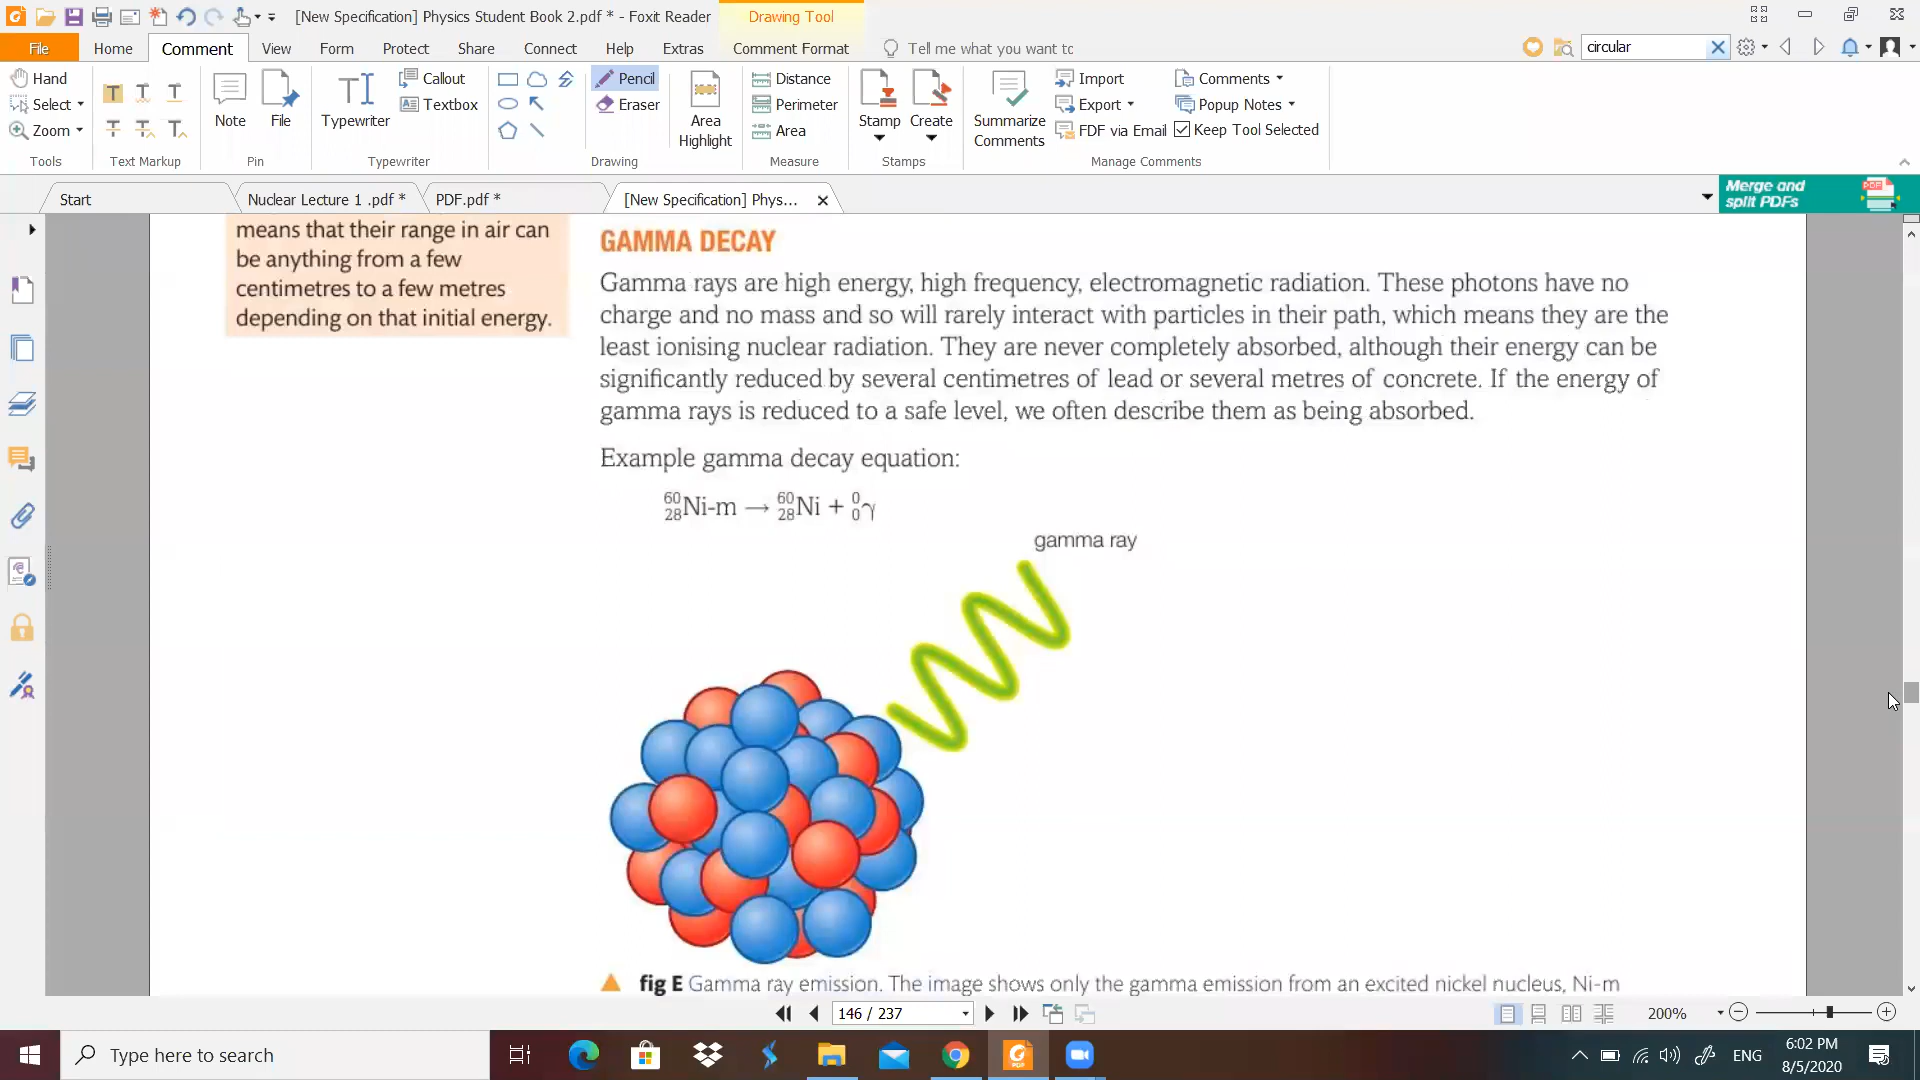 [New Specification] Physics Student Book 2.pdf * - Foxit Reader
Drawing Tool
File Home Comment View Form Protect Share Connect Help Extras Comment Format Tell me what you want to circular
Hand
Select
Zoom
Tools
Text Markup
Note File
Pin
Typewriter
Callout
Textbox
Typewriter
Pencil
Eraser
Drawing
Area Highlight
Distance
Perimeter
Area
Measure
Stamp Create
Stamps
Summarize Comments
Import
Export
FDF via Email
Comments
Popup Notes
Keep Tool Selected
Manage Comments
Start Nuclear Lecture 1 .pdf * PDF.pdf * [New Specification] Phys...
Merge and
split PDFs
means that their range in air can
be anything from a few
centimetres to a few metres
depending on that initial energy.
GAMMA DECAY
Gamma rays are high energy, high frequency, electromagnetic radiation. These photons have no
charge and no mass and so will rarely interact with particles in their path, which means they are the
least ionising nuclear radiation. They are never completely absorbed, although their energy can be
significantly reduced by several centimetres of lead or several metres of concrete. If the energy of
gamma rays is reduced to a safe level, we often describe them as being absorbed.
Example gamma decay equation:
⁶⁰₂₈Ni-m → ⁶⁰₂₈Ni + ⁰₀γ
gamma ray
fig E Gamma ray emission. The image shows only the gamma emission from an excited nickel nucleus, Ni-m
146 / 237
200%
Type here to search
ENG
6:02 PM
8/5/2020